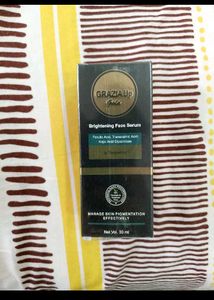 GRAZIA Up
Gold
Brightening Face Serum
Ferulic Acid, Tranexamic Acid
Kojic Acid Dipalmitate
MANAGE SKIN PIGMENTATION
EFFECTIVELY
Net Vol. 30 ml